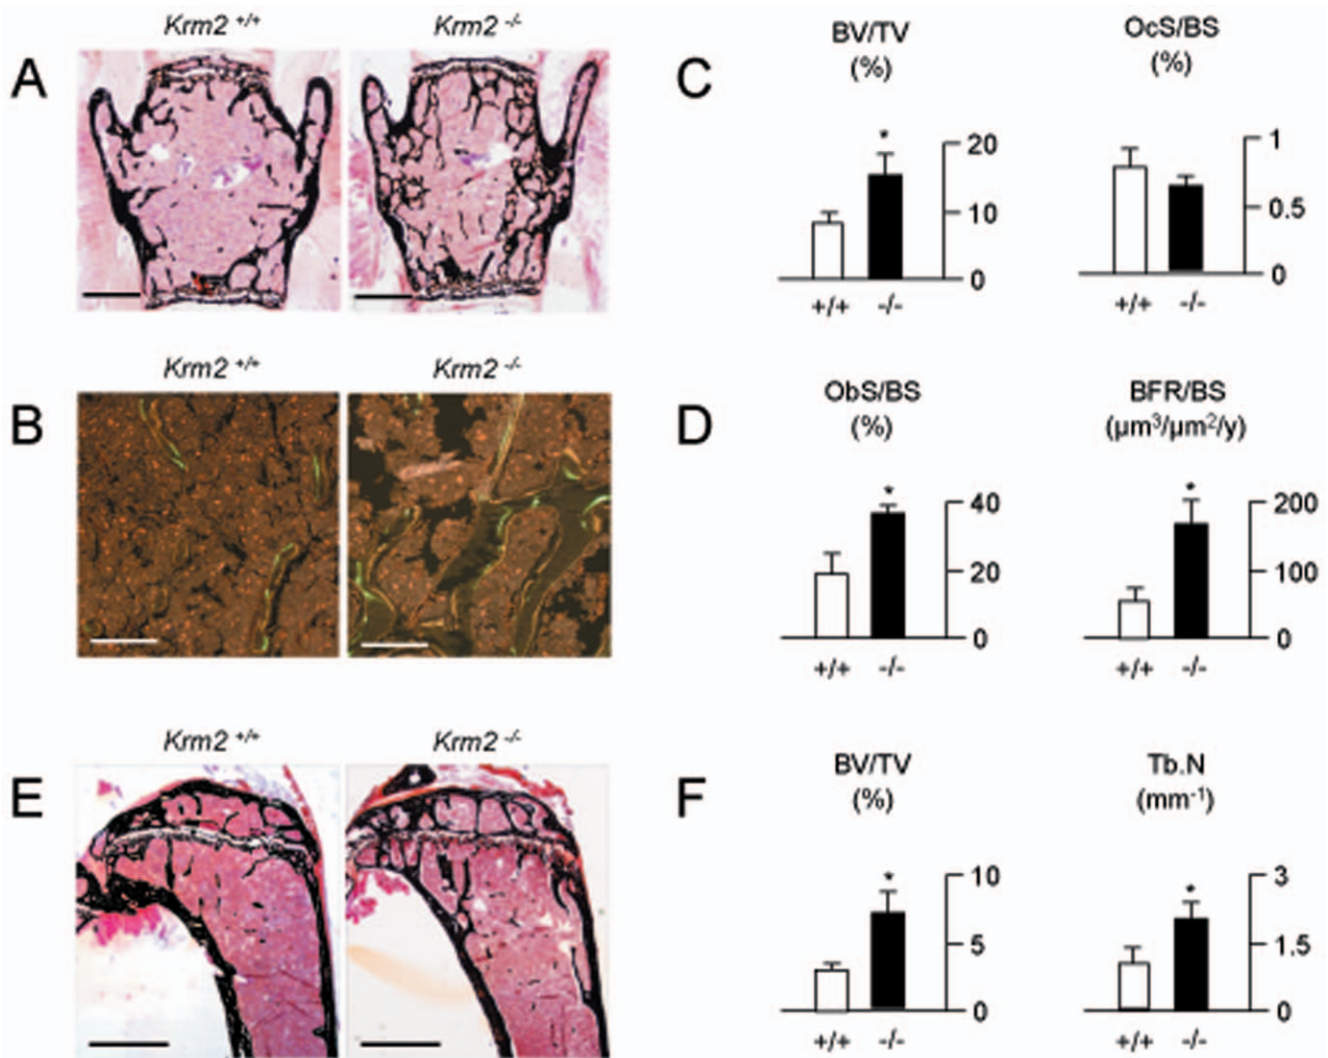 Krm2 +/+
Krm2 -/-
A
C
BV/TV
(%)
*
20
10
0
+/+
-/-
OcS/BS
(%)
1
0.5
0
+/+
-/-
Krm2 +/+
Krm2 -/-
B
D
ObS/BS
(%)
*
40
20
0
+/+
-/-
BFR/BS
(µm³/µm²/y)
*
200
100
0
+/+
-/-
Krm2 +/+
Krm2 -/-
E
F
BV/TV
(%)
*
10
5
0
+/+
-/-
Tb.N
(mm⁻¹)
*
3
1.5
0
+/+
-/-